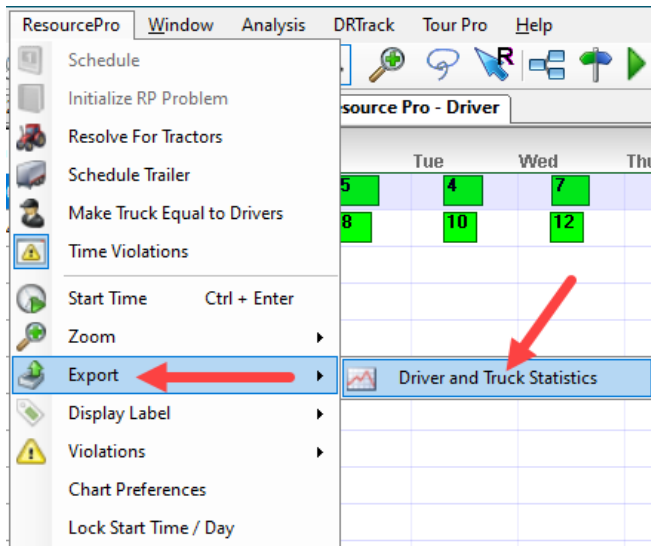 ResourcePro Window Analysis DRTrack Tour Pro Help
Schedule
R
Initialize RP Problem
source Pro - Driver
Resolve For Tractors
Tue Wed Thu
Schedule Trailer
5 4 7
Make Truck Equal to Drivers
8 10 12
Time Violations
Start Time Ctrl + Enter
Zoom
Export
Driver and Truck Statistics
Display Label
Violations
Chart Preferences
Lock Start Time / Day